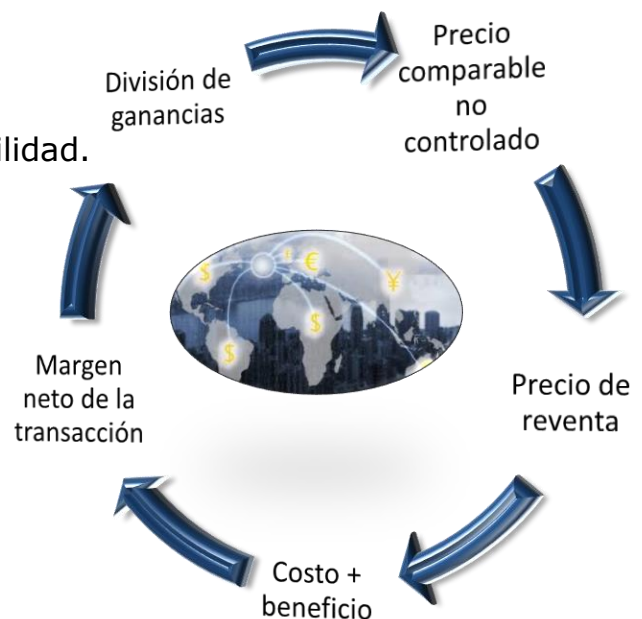 División de
ganancias
Precio
comparable
no
controlado
ilidad.
Precio de
reventa
Costo +
beneficio
Margen
neto de la
transacción
$
€
¥
$
$